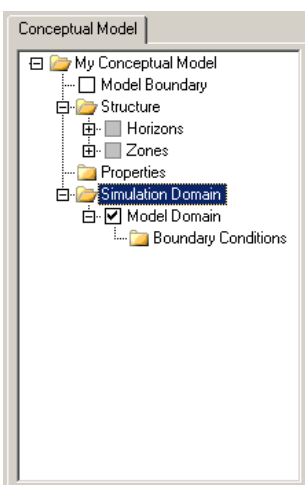 Conceptual Model
My Conceptual Model
Model Boundary
Structure
Horizons
Zones
Properties
Simulation Domain
Model Domain
Boundary Conditions